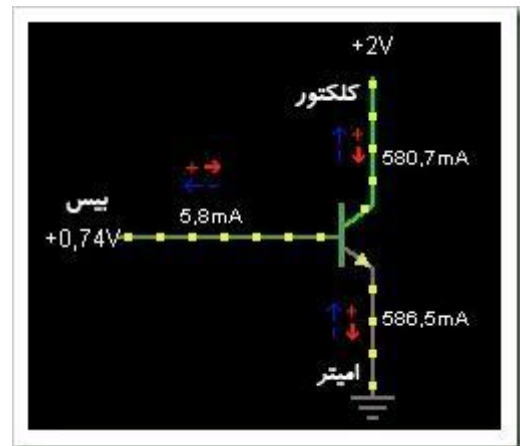 +2V
کلکتور
580,7mA
بیس
5,8mA
+0,74V
586,5mA
امیتر